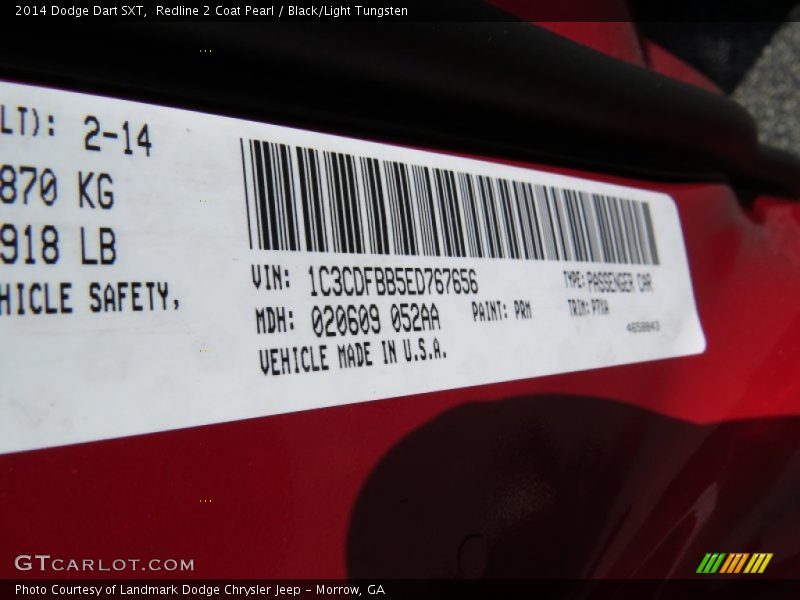 2014 Dodge Dart SXT,  Redline 2 Coat Pearl / Black/Light Tungsten
LT): 2-14
870 KG
918 LB
HICLE SAFETY,
VIN: 1C3CDFBB5ED767656 TYPE: PASSENGER CAR
MDH: 020609 052AA PAINT: PRM TRIM:
VEHICLE MADE IN U.S.A. 4658843
GTCARLOT.COM
Photo Courtesy of Landmark Dodge Chrysler Jeep - Morrow, GA